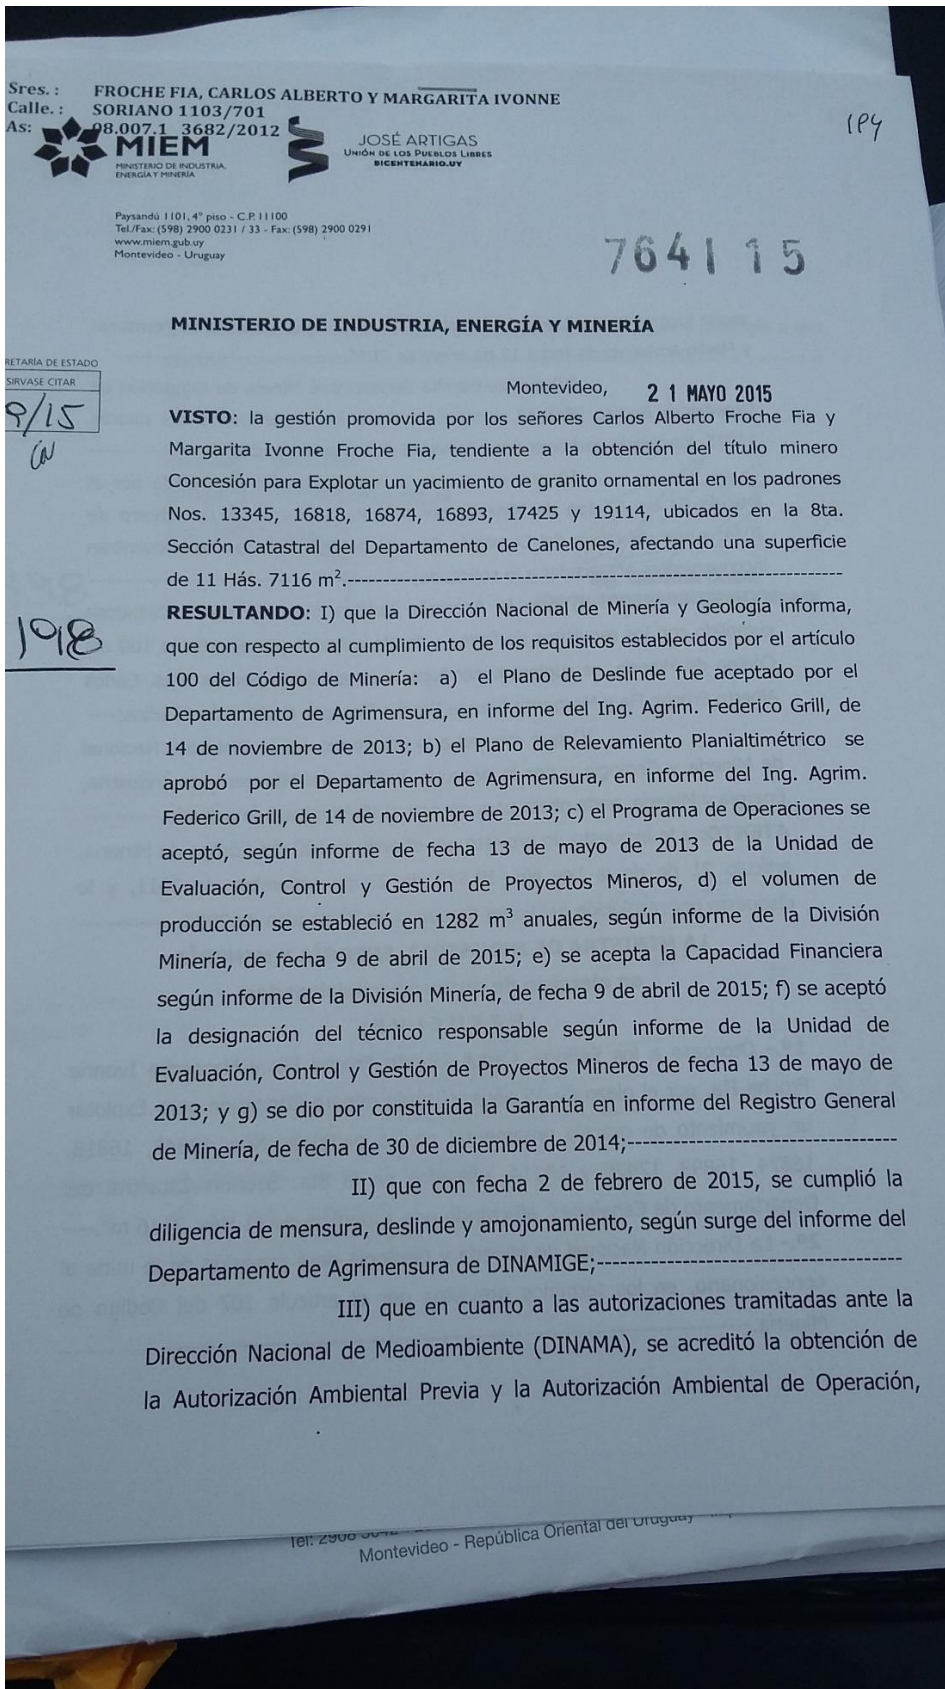 Sres. : FROCHE FIA, CARLOS ALBERTO Y MARGARITA IVONNE
Calle. : SORIANO 1103/701
As: 08.007.1 3682/2012
MIEM
MINISTERIO DE INDUSTRIA,
ENERGÍA Y MINERÍA
JOSÉ ARTIGAS
UNIÓN DE LOS PUEBLOS LIBRES
BICENTENARIO.UY
Paysandú 1101, 4º piso - C.P. 11100
Tel./Fax: (598) 2900 0231 / 33 - Fax: (598) 2900 0291
www.miem.gub.uy
Montevideo - Uruguay
764 | 15
MINISTERIO DE INDUSTRIA, ENERGÍA Y MINERÍA
RETARÍA DE ESTADO
SIRVASE CITAR
9/15
Montevideo, 21 MAYO 2015
VISTO: la gestión promovida por los señores Carlos Alberto Froche Fia y
Margarita Ivonne Froche Fia, tendiente a la obtención del título minero
Concesión para Explotar un yacimiento de granito ornamental en los padrones
Nos. 13345, 16818, 16874, 16893, 17425 y 19114, ubicados en la 8ta.
Sección Catastral del Departamento de Canelones, afectando una superficie
de 11 Hás. 7116 m².----------------------------------------------------------------------
RESULTANDO: I) que la Dirección Nacional de Minería y Geología informa,
198
que con respecto al cumplimiento de los requisitos establecidos por el artículo
100 del Código de Minería: a) el Plano de Deslinde fue aceptado por el
Departamento de Agrimensura, en informe del Ing. Agrim. Federico Grill, de
14 de noviembre de 2013; b) el Plano de Relevamiento Planialtimétrico se
aprobó por el Departamento de Agrimensura, en informe del Ing. Agrim.
Federico Grill, de 14 de noviembre de 2013; c) el Programa de Operaciones se
aceptó, según informe de fecha 13 de mayo de 2013 de la Unidad de
Evaluación, Control y Gestión de Proyectos Mineros, d) el volumen de
producción se estableció en 1282 m³ anuales, según informe de la División
Minería, de fecha 9 de abril de 2015; e) se acepta la Capacidad Financiera
según informe de la División Minería, de fecha 9 de abril de 2015; f) se aceptó
la designación del técnico responsable según informe de la Unidad de
Evaluación, Control y Gestión de Proyectos Mineros de fecha 13 de mayo de
2013; y g) se dio por constituida la Garantía en informe del Registro General
de Minería, de fecha de 30 de diciembre de 2014;----------------------------------
II) que con fecha 2 de febrero de 2015, se cumplió la
diligencia de mensura, deslinde y amojonamiento, según surge del informe del
Departamento de Agrimensura de DINAMIGE;---------------------------------------
III) que en cuanto a las autorizaciones tramitadas ante la
Dirección Nacional de Medioambiente (DINAMA), se acreditó la obtención de
la Autorización Ambiental Previa y la Autorización Ambiental de Operación,
Montevideo - República Oriental del Uruguay